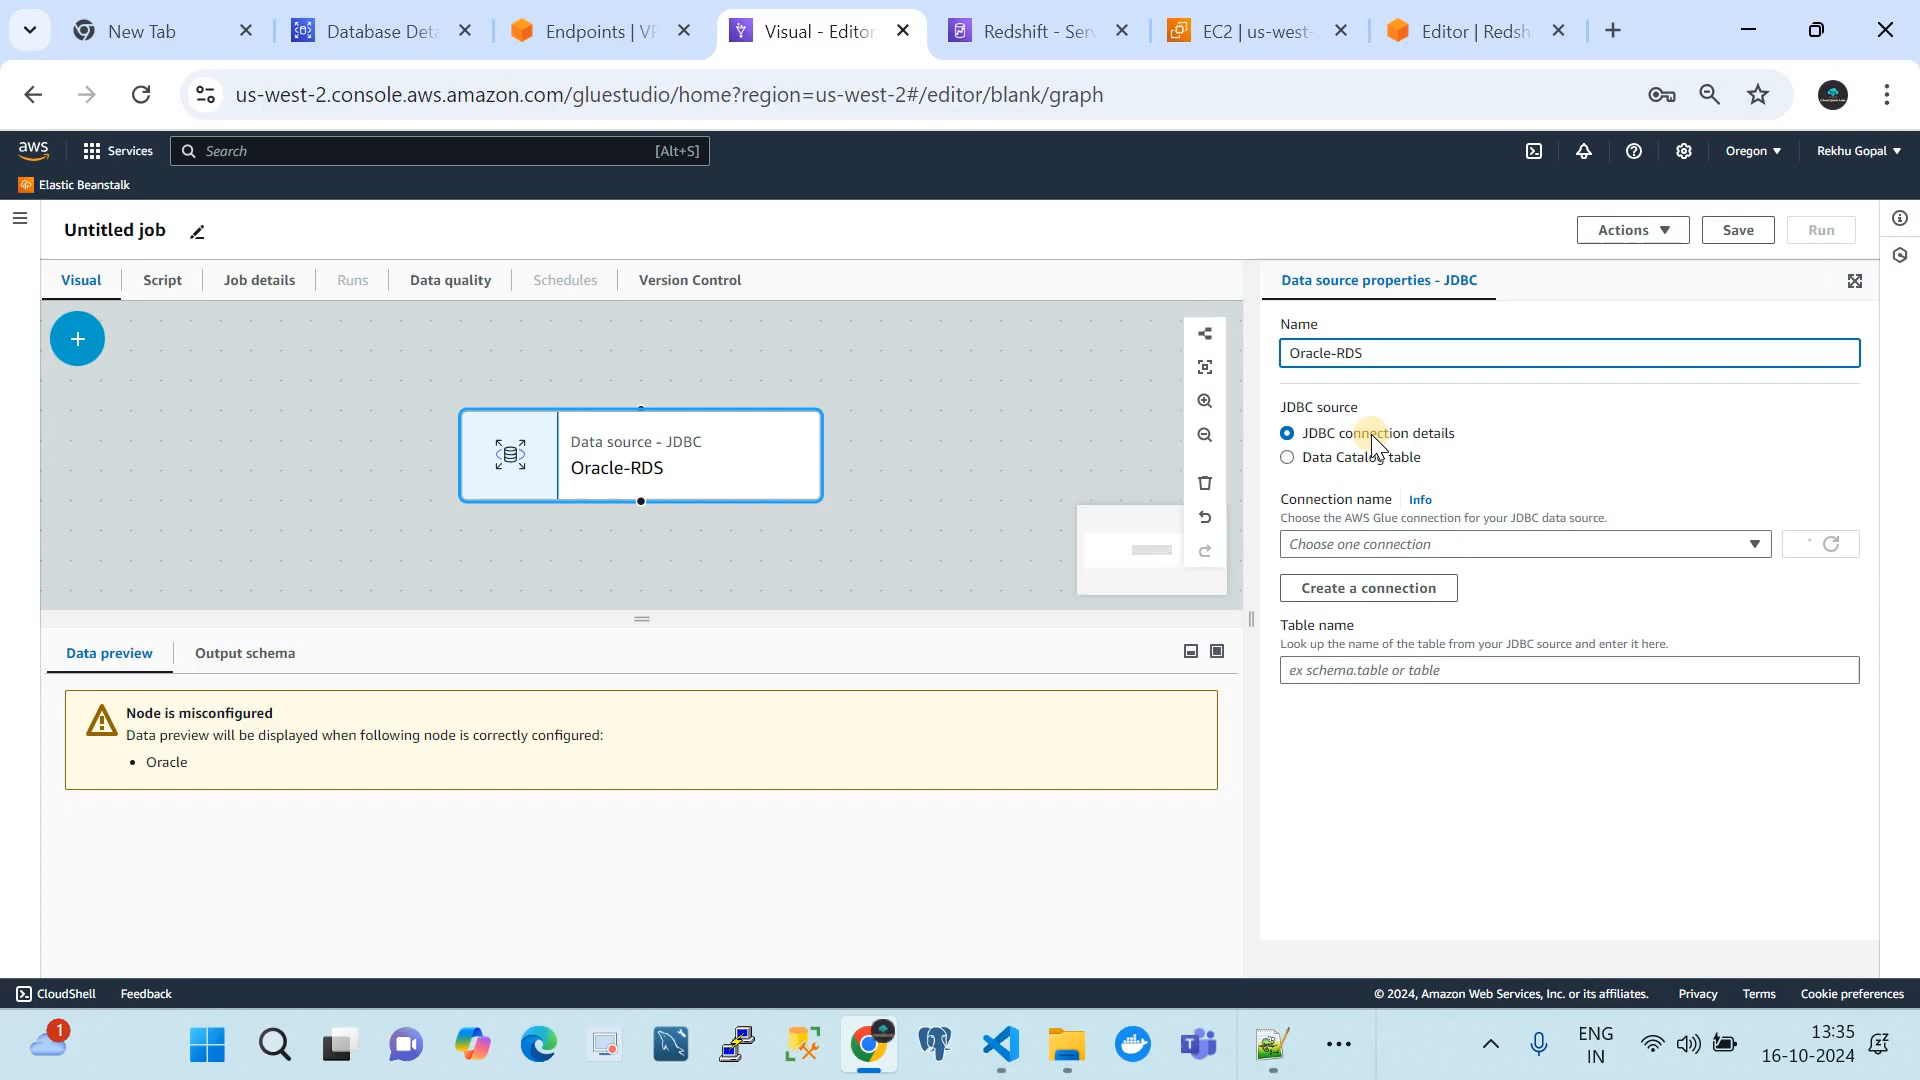 New Tab
Database Deta
Endpoints | VP
Visual - Editor
Redshift - Serv
EC2 | us-west-
Editor | Redsh
us-west-2.console.aws.amazon.com/gluestudio/home?region=us-west-2#/editor/blank/graph
aws
Services
Search
[Alt+S]
Oregon
Rekhu Gopal
Elastic Beanstalk
Untitled job
Actions
Save
Run
Visual
Script
Job details
Runs
Data quality
Schedules
Version Control
Data source - JDBC
Oracle-RDS
Data preview
Output schema
Node is misconfigured
Data preview will be displayed when following node is correctly configured:
• Oracle
Data source properties - JDBC
Name
Oracle-RDS
JDBC source
JDBC connection details
Data Catalog table
Connection name
Info
Choose the AWS Glue connection for your JDBC data source.
Choose one connection
Create a connection
Table name
Look up the name of the table from your JDBC source and enter it here.
ex schema.table or table
CloudShell
Feedback
© 2024, Amazon Web Services, Inc. or its affiliates.
Privacy
Terms
Cookie preferences
1
ENG
IN
13:35
16-10-2024